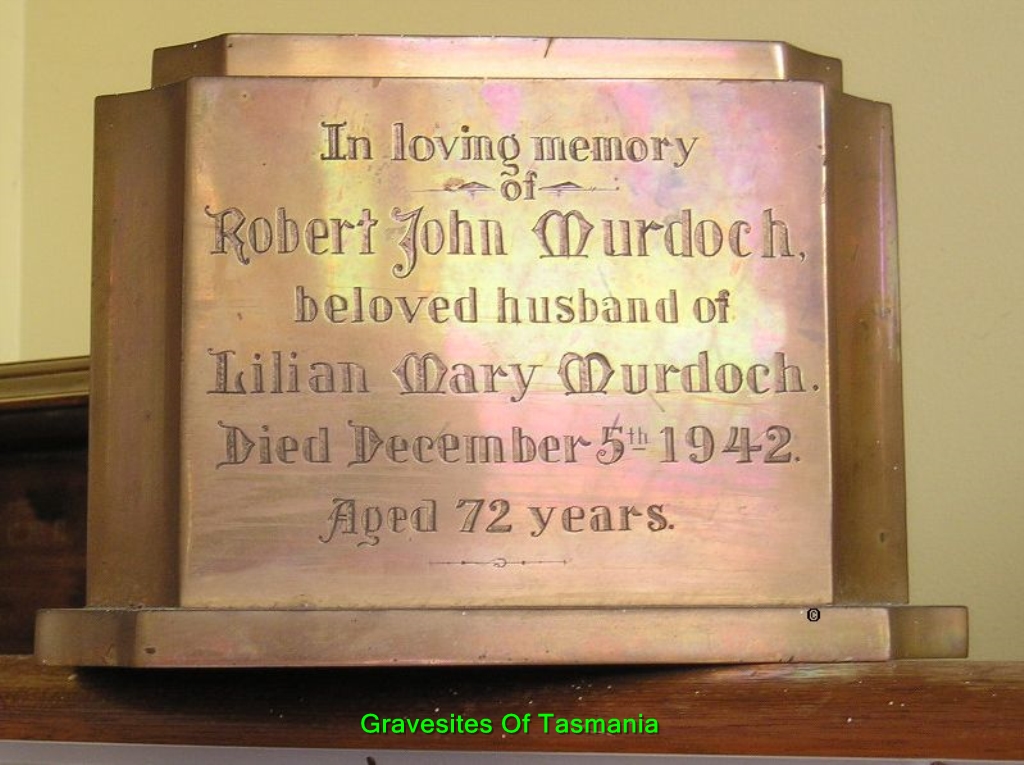 In loving memory
of
Robert John Murdoch,
beloved husband of
Lilian Mary Murdoch.
Died December 5th 1942.
Aged 72 years.
©
Gravesites Of Tasmania